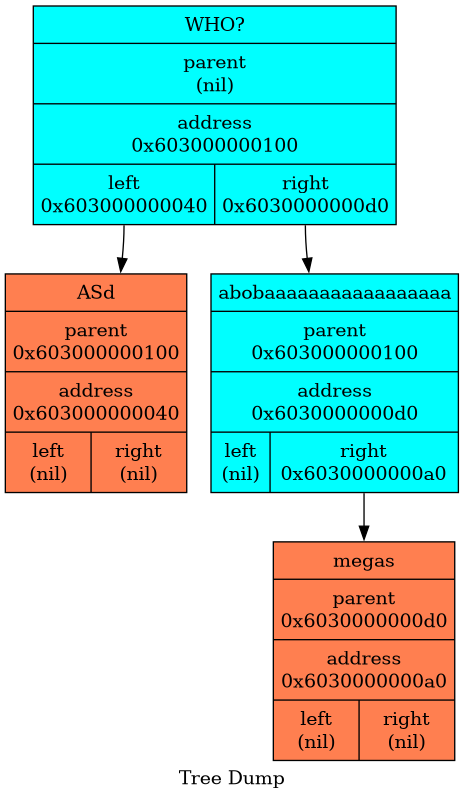 WHO?
parent
(nil)
address
0x603000000100
left
0x603000000040
right
0x6030000000d0
ASd
parent
0x603000000100
address
0x603000000040
left
(nil)
right
(nil)
abobaaaaaaaaaaaaaaaaa
parent
0x603000000100
address
0x6030000000d0
left
(nil)
right
0x6030000000a0
megas
parent
0x6030000000d0
address
0x6030000000a0
left
(nil)
right
(nil)
Tree Dump